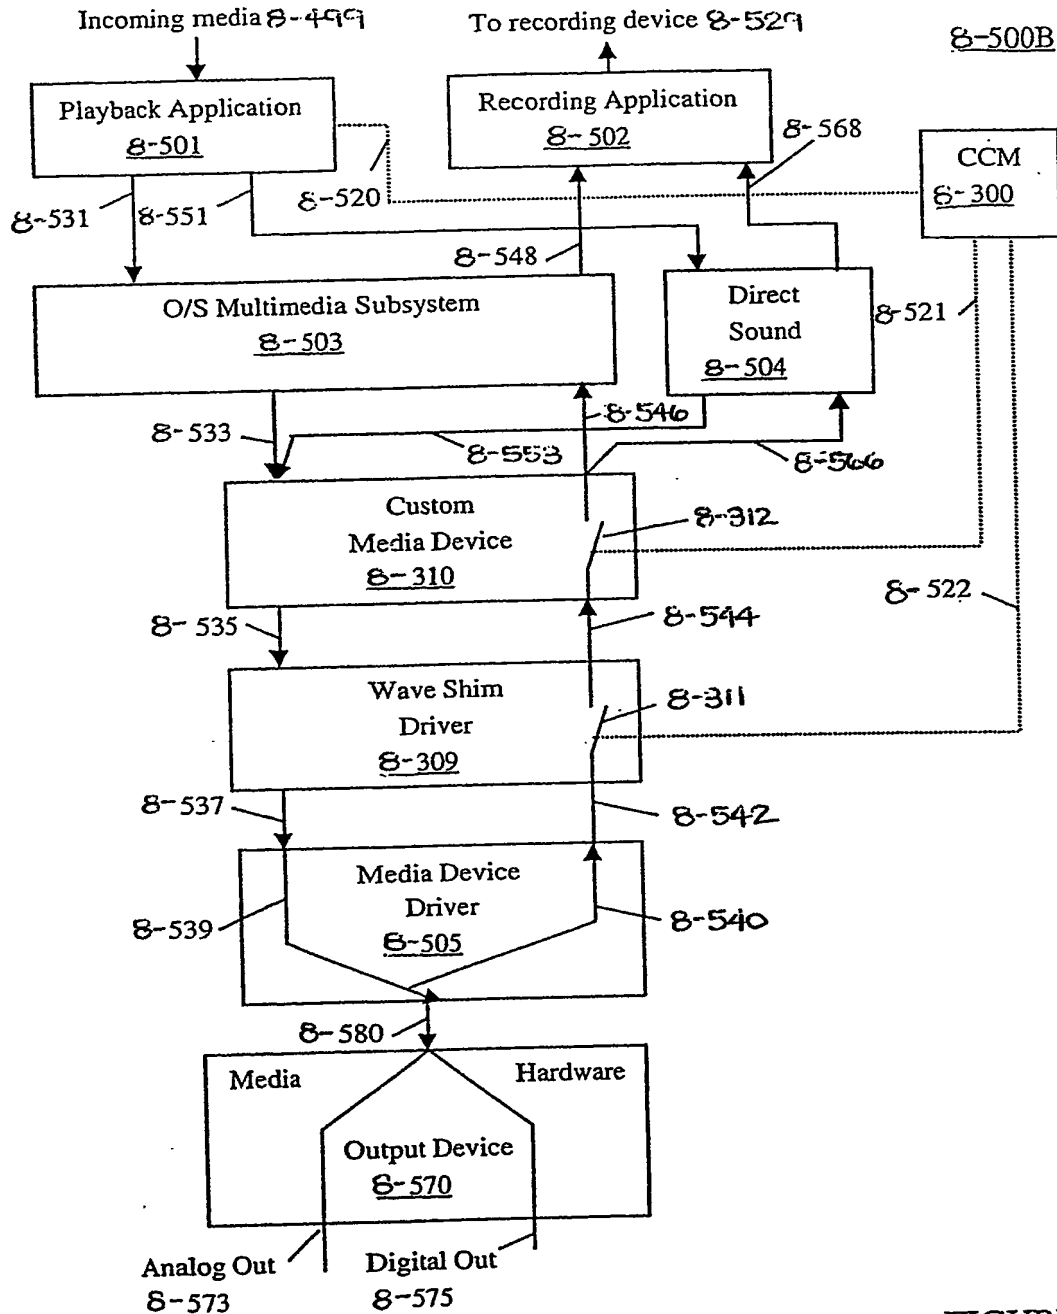 Incoming media 8-499
To recording device 8-529
8-500B
Playback Application
8-501
Recording Application
8-502
8-568
CCM
8-300
8-531
8-551
8-520
8-548
O/S Multimedia Subsystem
8-503
Direct
Sound
8-504
8-521
8-533
8-553
8-546
8-566
Custom
Media Device
8-310
8-312
8-522
8-535
8-544
Wave Shim
Driver
8-309
8-311
8-537
8-542
Media Device
Driver
8-505
8-539
8-540
8-580
Media
Hardware
Output Device
8-570
Analog Out
8-573
Digital Out
8-575